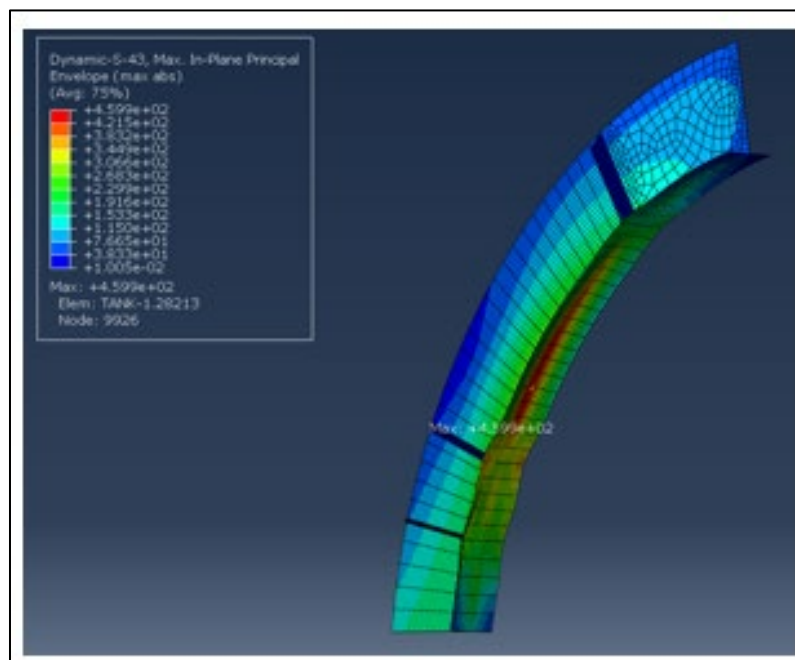 Dynamic-S-43, Max. In-Plane Principal
Envelope (max abs)
(Avg: 75%)
+4.599e+02
+4.215e+02
+3.832e+02
+3.449e+02
+3.066e+02
+2.683e+02
+2.299e+02
+1.916e+02
+1.533e+02
+1.150e+02
+7.665e+01
+3.833e+01
+1.005e-02
Max: +4.599e+02
Elem: TANK-1.28213
Node: 9926
Max: +4.599e+02